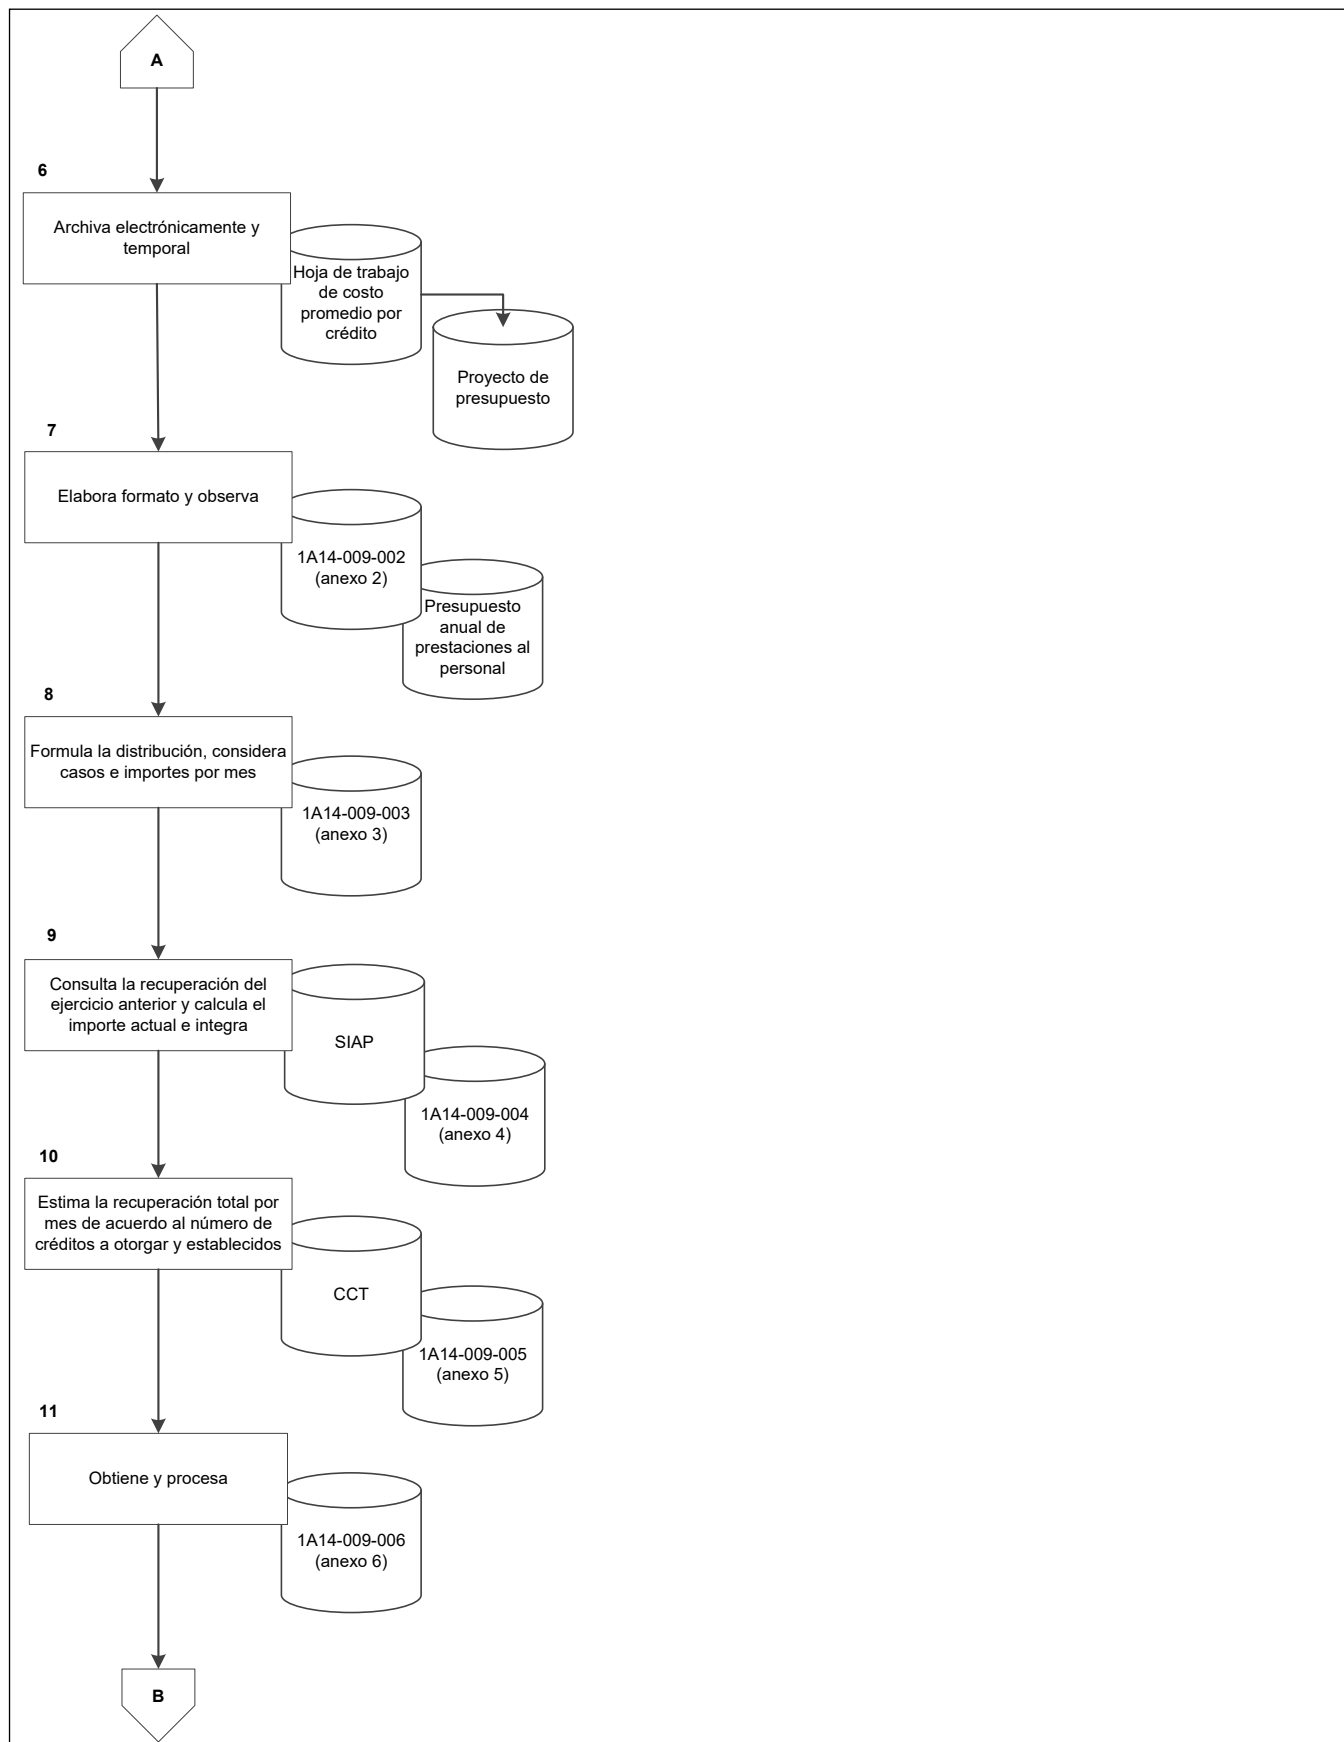 A
6
Archiva electrónicamente y
temporal
Hoja de trabajo
de costo
promedio por
crédito
Proyecto de
presupuesto
7
Elabora formato y observa
1A14-009-002
(anexo 2)
Presupuesto
anual de
prestaciones al
personal
8
Formula la distribución, considera
casos e importes por mes
1A14-009-003
(anexo 3)
9
Consulta la recuperación del
ejercicio anterior y calcula el
importe actual e integra
SIAP
1A14-009-004
(anexo 4)
10
Estima la recuperación total por
mes de acuerdo al número de
créditos a otorgar y establecidos
CCT
1A14-009-005
(anexo 5)
11
Obtiene y procesa
1A14-009-006
(anexo 6)
B